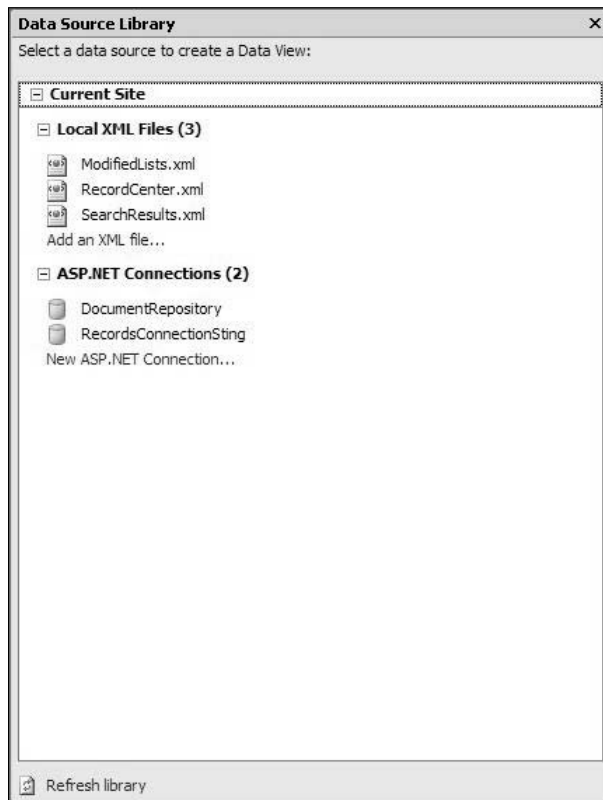 Data Source Library
Select a data source to create a Data View:
Current Site
Local XML Files (3)
ModifiedLists.xml
RecordCenter.xml
SearchResults.xml
Add an XML file...
ASP.NET Connections (2)
DocumentRepository
RecordsConnectionSting
New ASP.NET Connection...
Refresh library